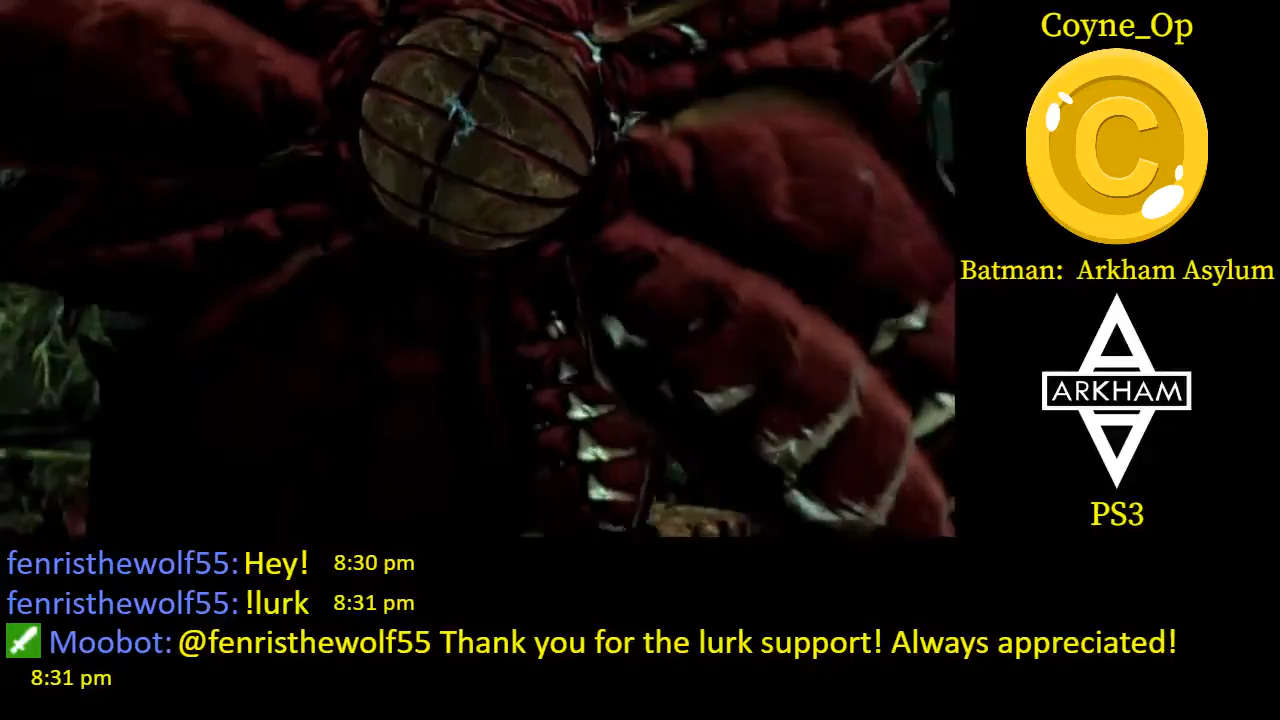 Coyne_Op
C
Batman: Arkham Asylum
ARKHAM
PS3
fenristhewolf55: Hey! 8:30 pm
fenristhewolf55: !lurk 8:31 pm
Moobot: @fenristhewolf55 Thank you for the lurk support! Always appreciated!
8:31 pm